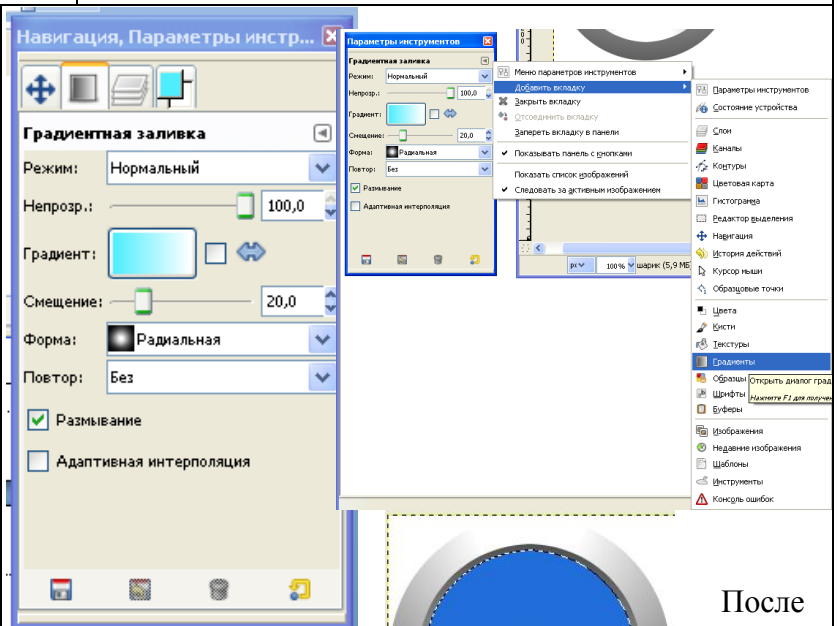 Навигация, Параметры инстр...
Градиентная заливка
Режим: Нормальный
Непрозр.: 100,0
Градиент:
Смещение: 20,0
Форма: Радиальная
Повтор: Без
Размывание
Адаптивная интерполяция
Параметры инструментов
Градиентная заливка
Режим: Нормальный
Непрозр.: 100,0
Градиент:
Смещение: 20,0
Форма: Радиальная
Повтор: Без
Размывание
Адаптивная интерполяция
Меню параметров инструментов
Добавить вкладку
Закрыть вкладку
Отсоединить вкладку
Запереть вкладку в панели
Показывать панель с кнопками
Показать список изображений
Следовать за активным изображением
px 100% шарик (5,9 МБ
Параметры инструментов
Состояние устройства
Слои
Каналы
Контуры
Цветовая карта
Гистограмма
Редактор выделения
Навигация
История действий
Курсор мыши
Образцовые точки
Цвета
Кисти
Текстуры
Градиенты
Образцы
Открыть диалог град
Шрифты
Нажмите F1 для получен
Буферы
Изображения
Недавние изображения
Шаблоны
Инструменты
Консоль ошибок
После